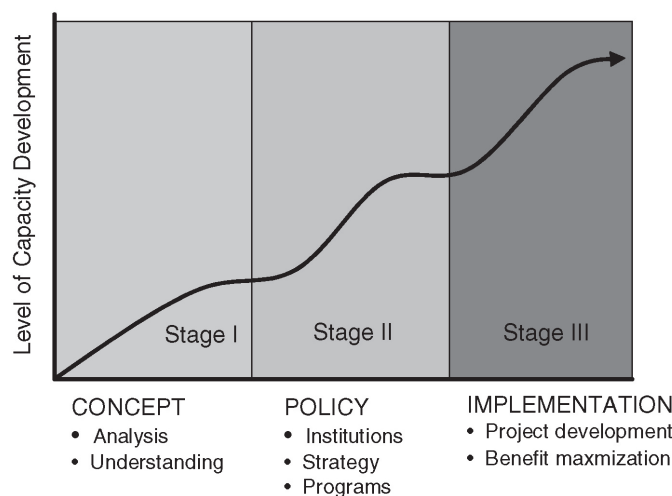 Level of Capacity Development
Stage I
Stage II
Stage III
CONCEPT
• Analysis
• Understanding
POLICY
• Institutions
• Strategy
• Programs
IMPLEMENTATION
• Project development
• Benefit maxmization